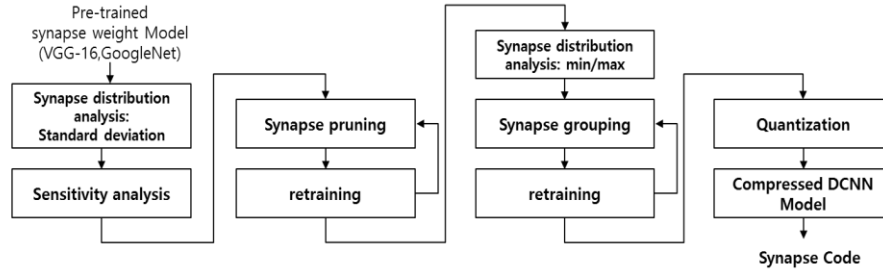 Pre-trained
synapse weight Model
(VGG-16,GoogleNet)
Synapse distribution
analysis:
Standard deviation
Sensitivity analysis
Synapse pruning
retraining
Synapse distribution
analysis: min/max
Synapse grouping
retraining
Quantization
Compressed DCNN
Model
Synapse Code